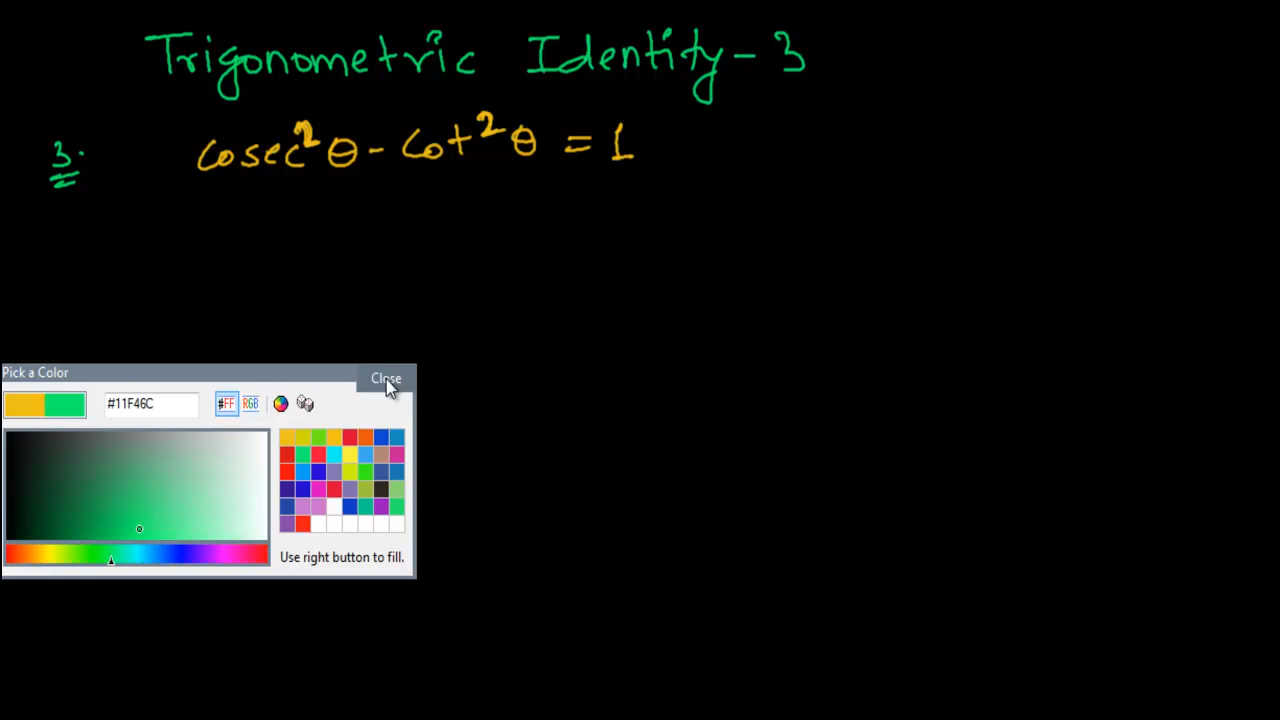 Trigonometric Identity - 3
3. cosec²θ - cot²θ = 1
Pick a Color
Close
#11F46C
#FF
RGB
Use right button to fill.